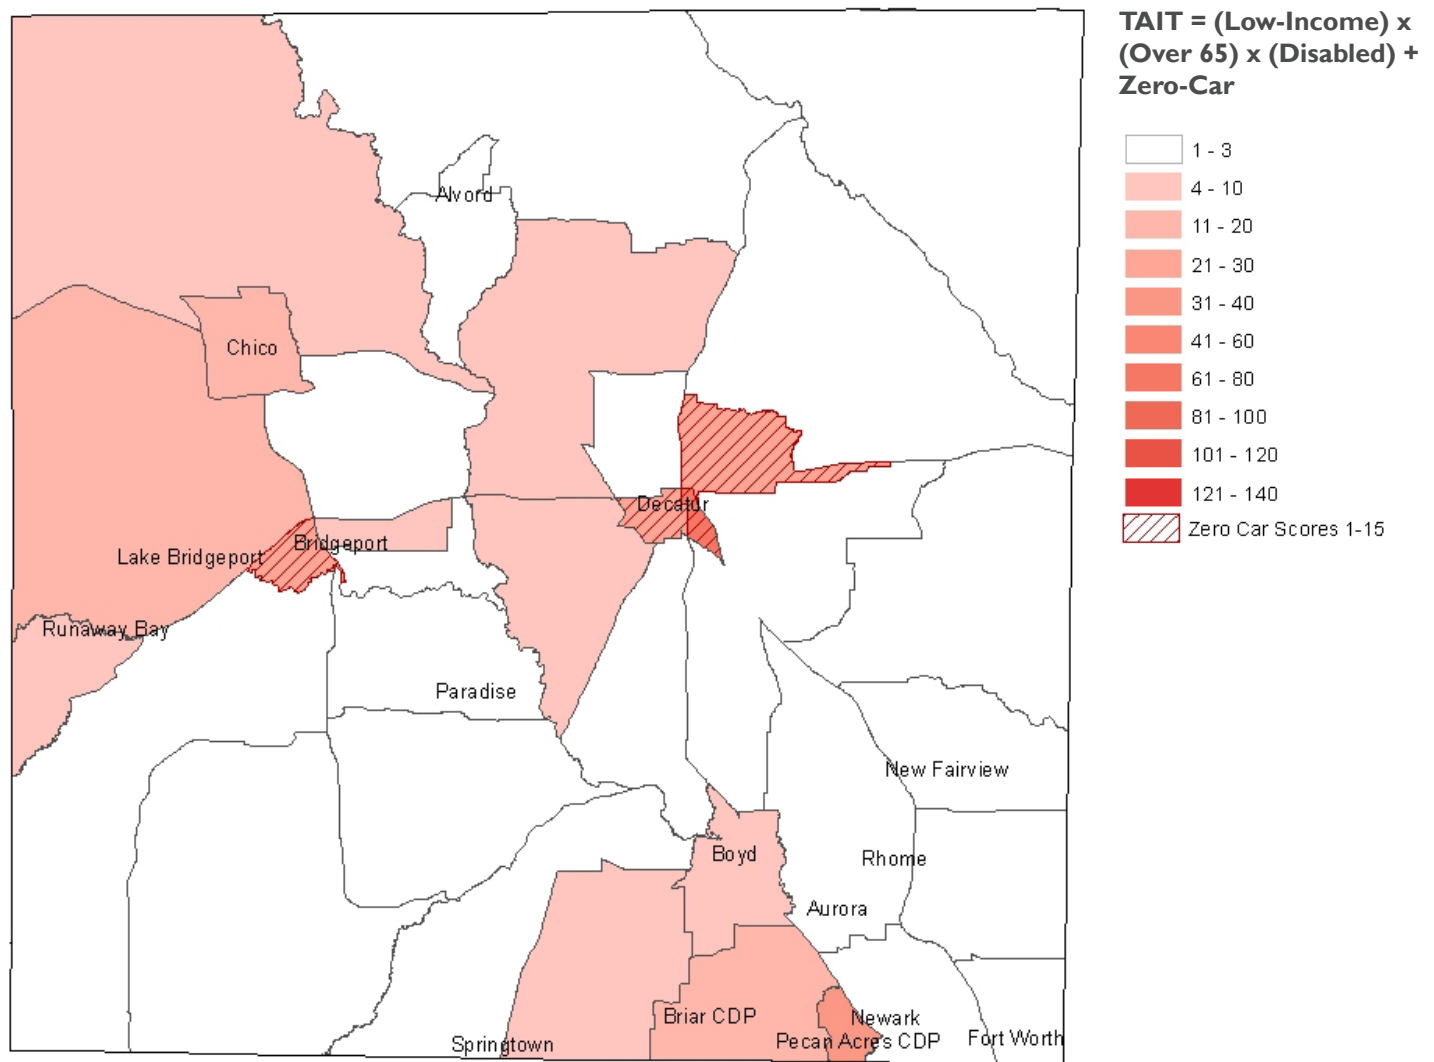 TAIT = (Low-Income) x
(Over 65) x (Disabled) +
Zero-Car
1 - 3
4 - 10
11 - 20
21 - 30
31 - 40
41 - 60
61 - 80
81 - 100
101 - 120
121 - 140
Zero Car Scores 1-15
Alvord
Chico
Decatur
Bridgeport
Lake Bridgeport
Runaway Bay
Paradise
New Fairview
Boyd
Rhome
Aurora
Briar CDP
Newark
Pecan Acres CDP
Fort Worth
Springtown